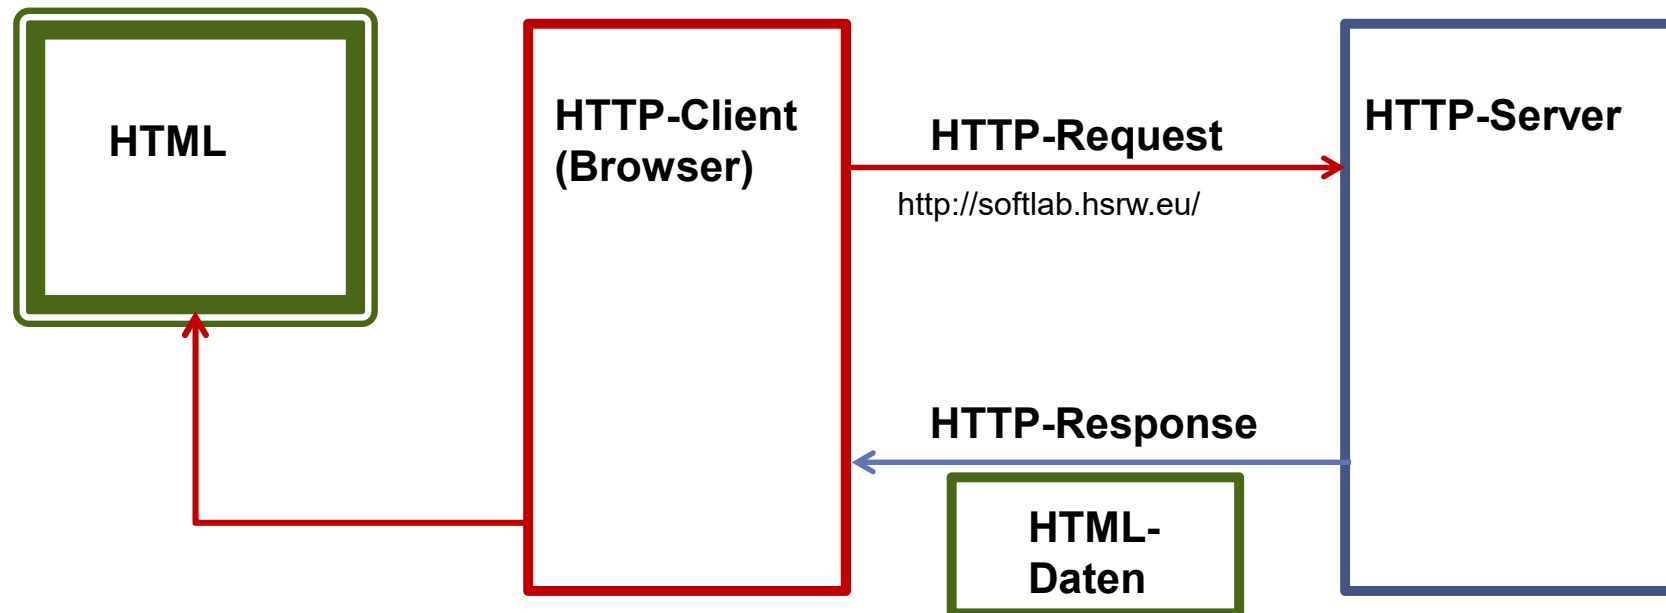 HTML
HTTP-Client
(Browser)
HTTP-Request
http://softlab.hsrw.eu/
HTTP-Server
HTTP-Response
HTML-
Daten